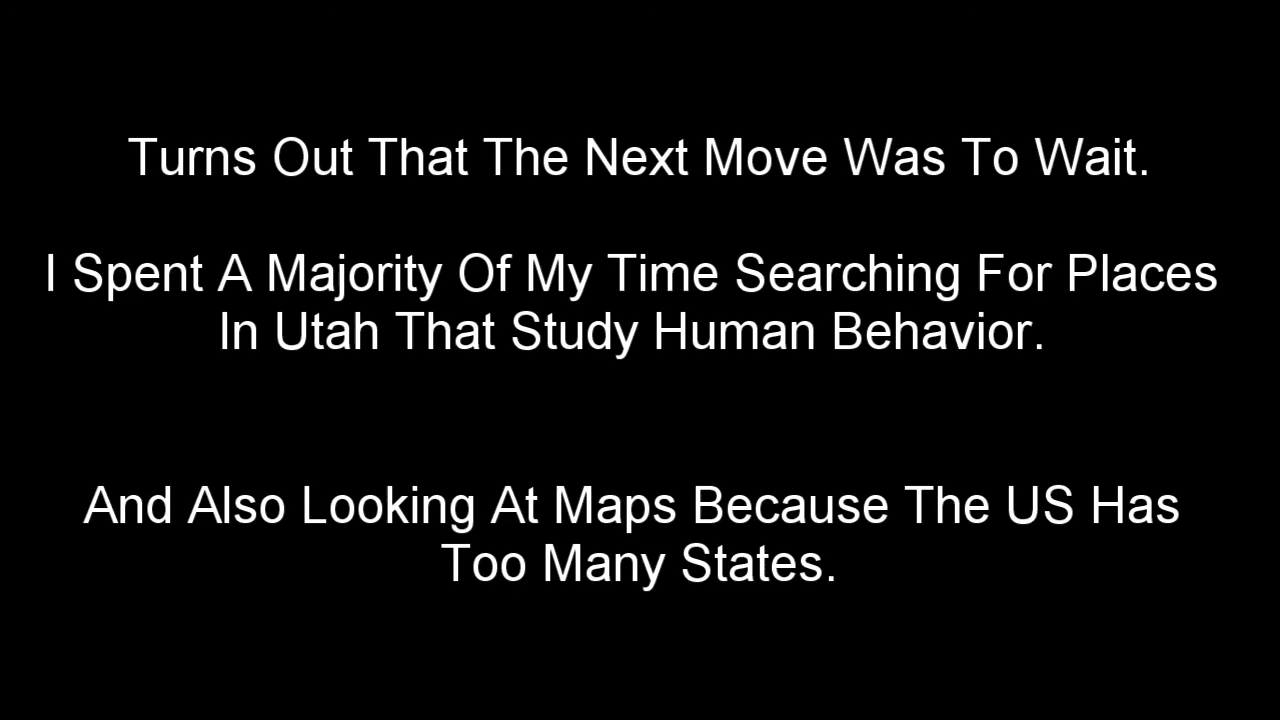 Turns Out That The Next Move Was To Wait.
I Spent A Majority Of My Time Searching For Places
In Utah That Study Human Behavior.
And Also Looking At Maps Because The US Has
Too Many States.